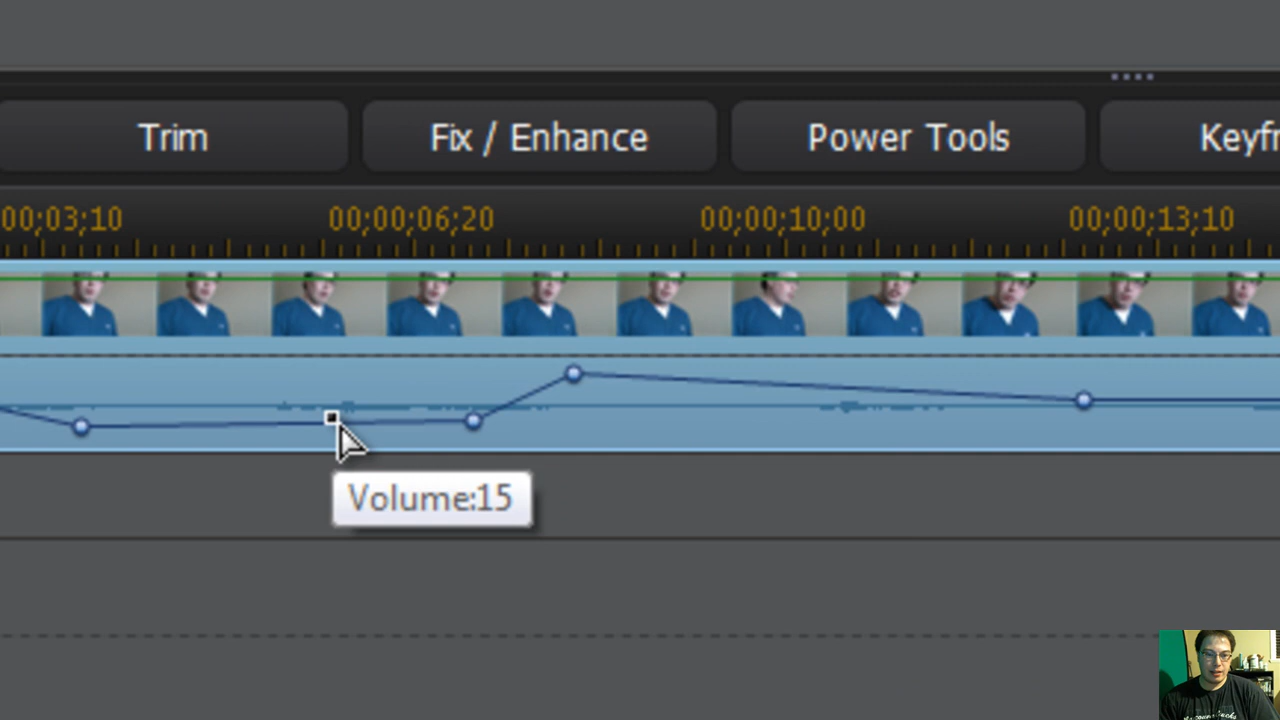 Trim
Fix / Enhance
Power Tools
00;03;10
00;00;06;20
00;00;10;00
00;00;13;10
Volume:15